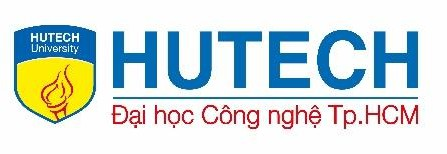 HUTECH
University
HUTECH
Đại học Công nghệ Tp.HCM